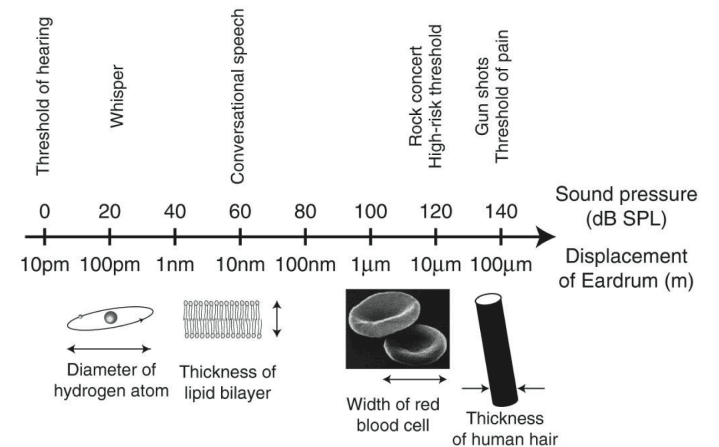 Threshold of hearing
Whisper
Conversational speech
Rock concert
High-risk threshold
Gun shots
Threshold of pain
0 20 40 60 80 100 120 140
Sound pressure
(dB SPL)
10pm 100pm 1nm 10nm 100nm 1μm 10μm 100μm
Displacement
of Eardrum (m)
Diameter of
hydrogen atom
Thickness of
lipid bilayer
Width of red
blood cell
Thickness
of human hair